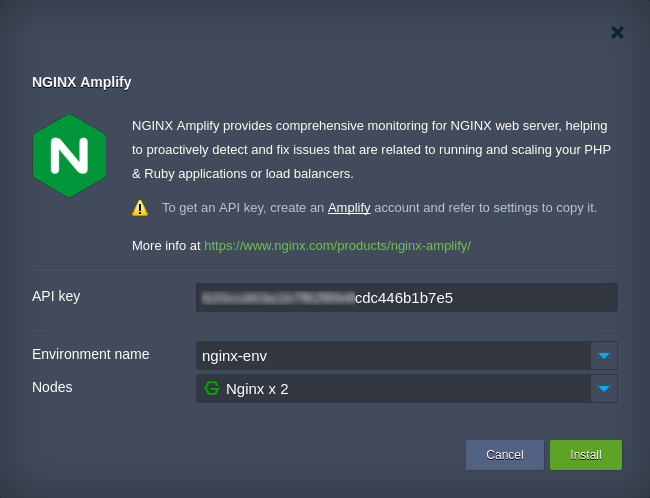 NGINX Amplify
N
NGINX Amplify provides comprehensive monitoring for NGINX web server, helping
to proactively detect and fix issues that are related to running and scaling your PHP
& Ruby applications or load balancers.
To get an API key, create an Amplify account and refer to settings to copy it.
More info at https://www.nginx.com/products/nginx-amplify/
API key
cdc446b1b7e5
Environment name
nginx-env
Nodes
Nginx x 2
Cancel
Install